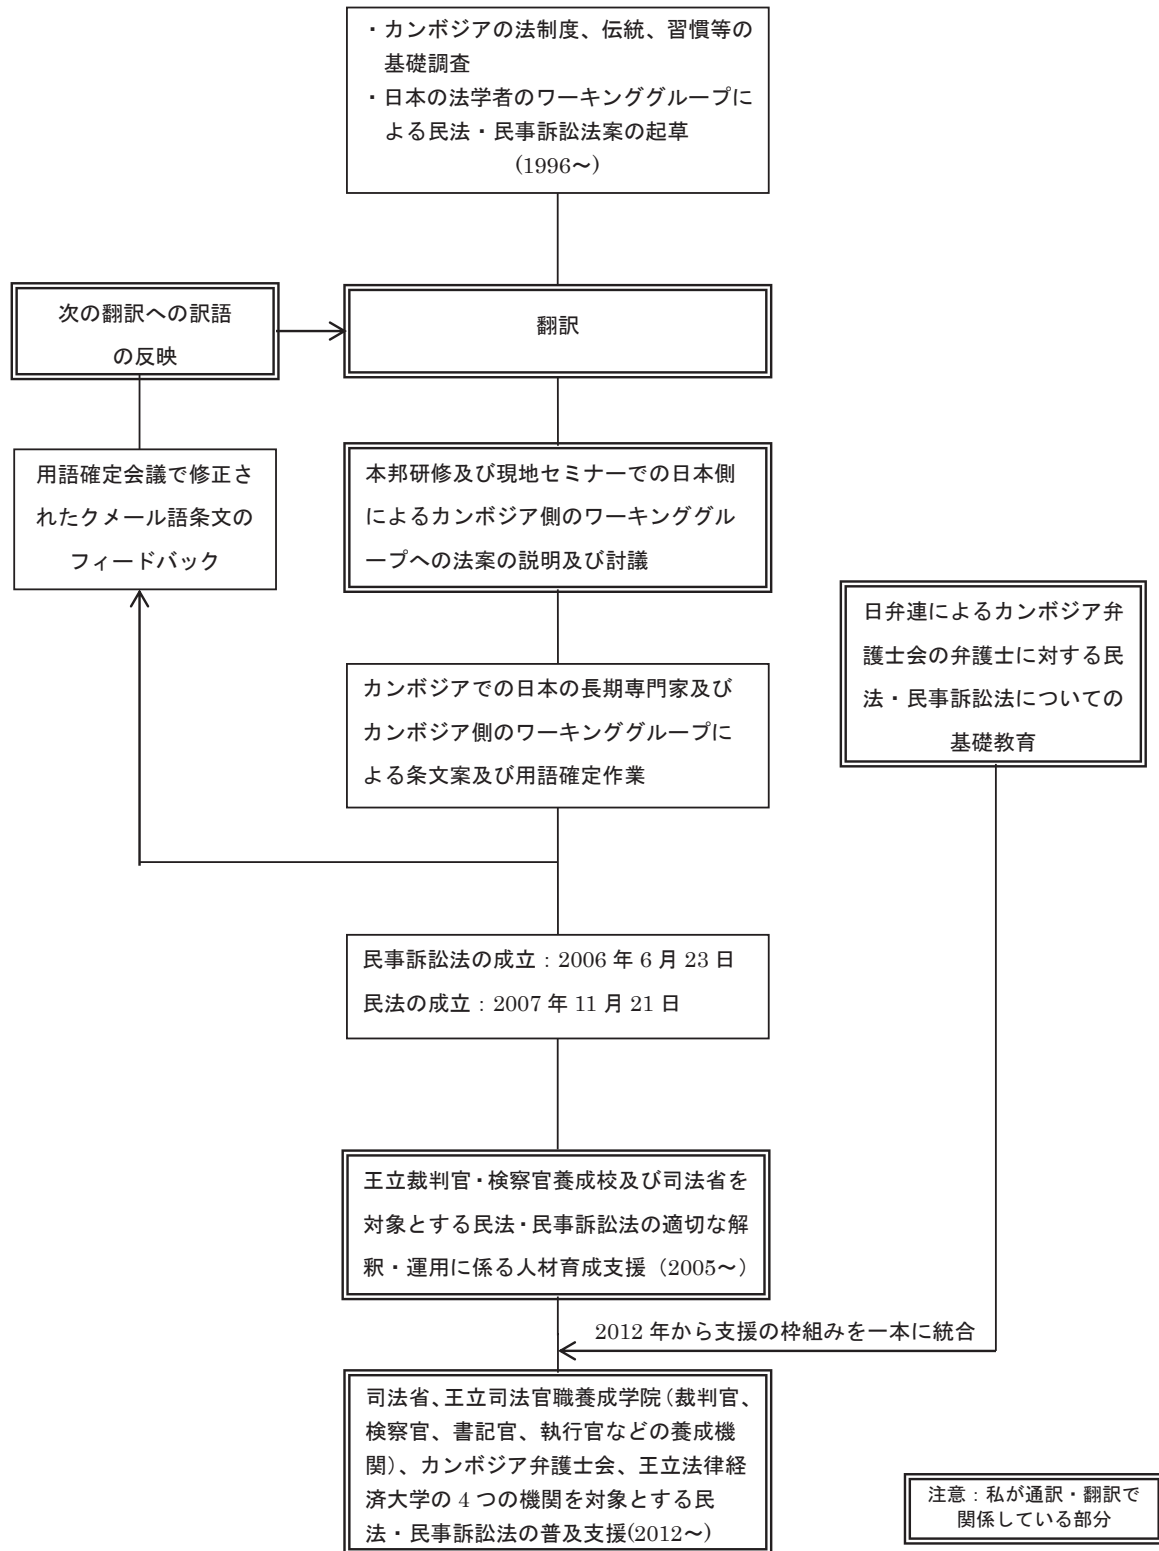 ・カンボジアの法制度、伝統、習慣等の
基礎調査
・日本の法学者のワーキンググループに
よる民法・民事訴訟法案の起草
(1996～)
次の翻訳への訳語
の反映
翻訳
用語確定会議で修正さ
れたクメール語条文の
フィードバック
本邦研修及び現地セミナーでの日本側
によるカンボジア側のワーキンググル
ープへの法案の説明及び討議
日弁連によるカンボジア弁
護士会の弁護士に対する民
法・民事訴訟法についての
基礎教育
カンボジアでの日本の長期専門家及び
カンボジア側のワーキンググループに
よる条文案及び用語確定作業
民事訴訟法の成立：2006 年 6 月 23 日
民法の成立：2007 年 11 月 21 日
王立裁判官・検察官養成校及び司法省を
対象とする民法・民事訴訟法の適切な解
釈・運用に係る人材育成支援（2005～）
2012 年から支援の枠組みを一本に統合
司法省、王立司法官職養成学院（裁判官、
検察官、書記官、執行官などの養成機
関）、カンボジア弁護士会、王立法律経
済大学の 4 つの機関を対象とする民
法・民事訴訟法の普及支援(2012～)
注意：私が通訳・翻訳で
関係している部分